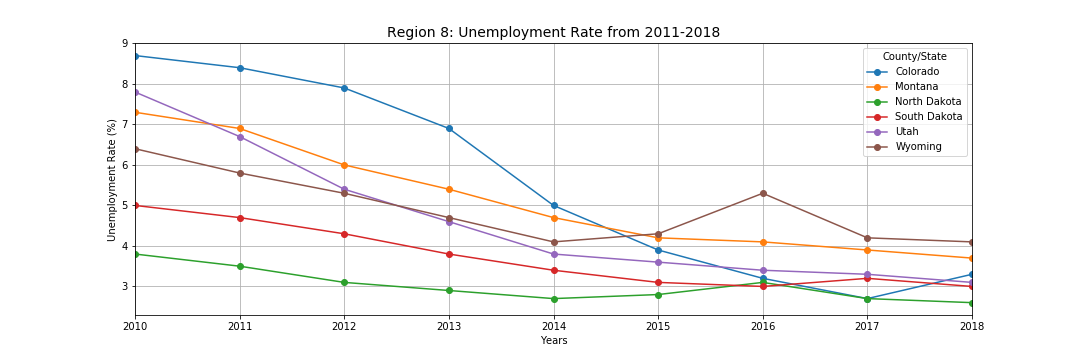 Region 8: Unemployment Rate from 2011-2018
Unemployment Rate (%)
9
8
7
6
5
4
3
County/State
Colorado
Montana
North Dakota
South Dakota
Utah
Wyoming
2010 2011 2012 2013 2014 2015 2016 2017 2018
Years